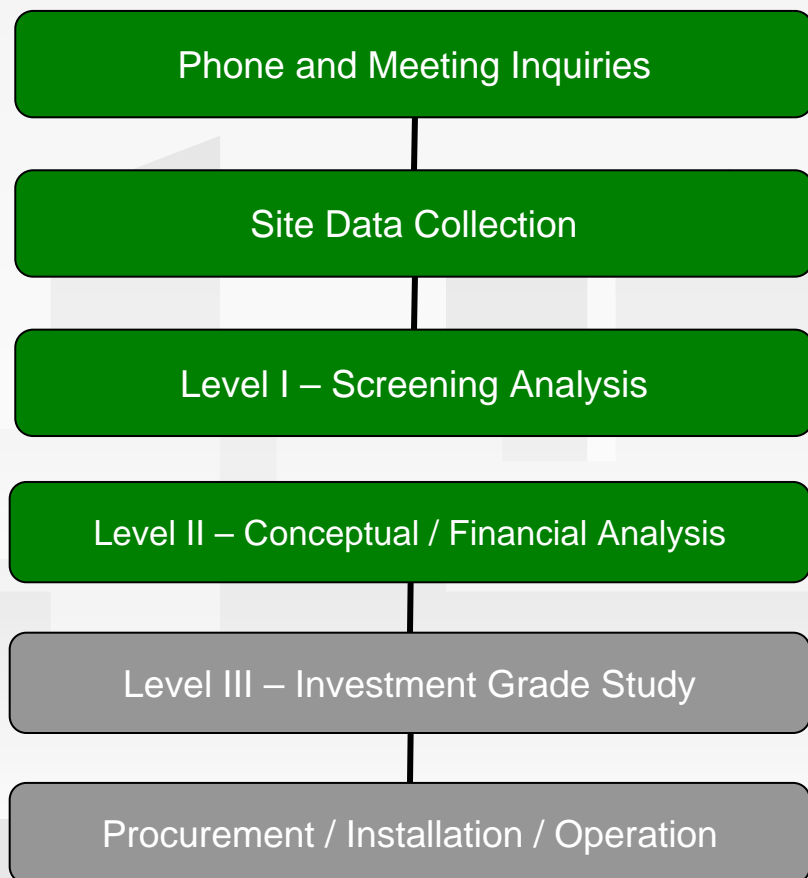 Phone and Meeting Inquiries
Site Data Collection
Level I – Screening Analysis
Level II – Conceptual / Financial Analysis
Level III – Investment Grade Study
Procurement / Installation / Operation